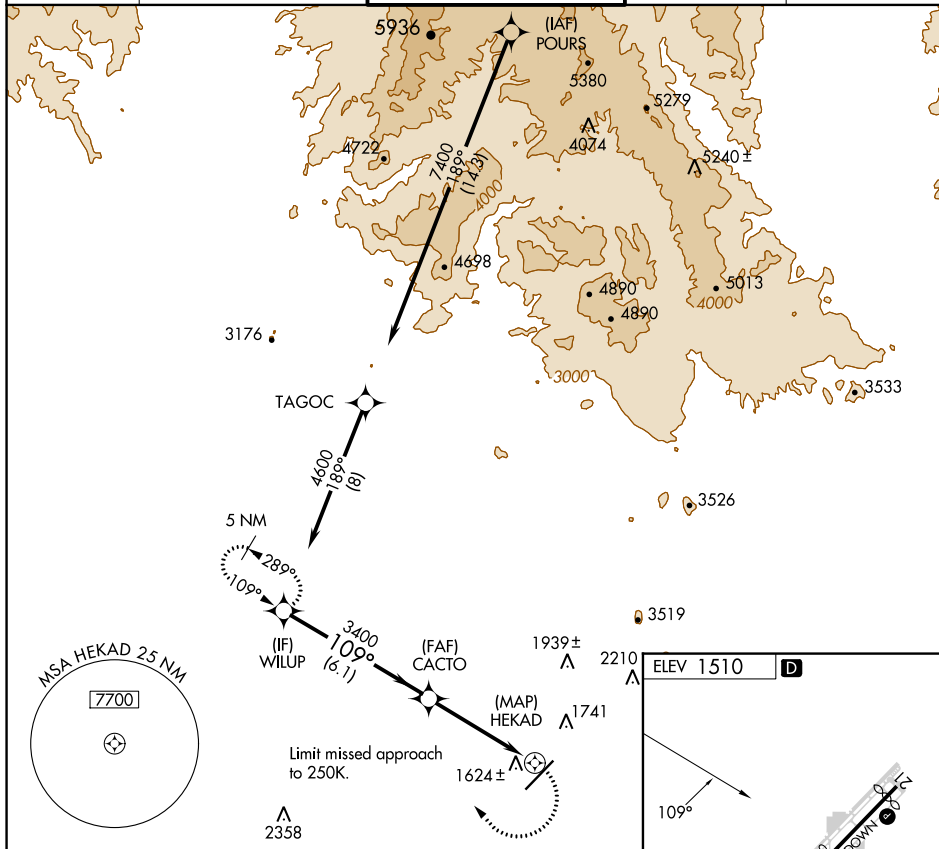 5936
(IAF)
POURS
5380
5279
4074
4722
5240 ±
7400
189°
(14.3)
4000
4698
4890
5013
4890
4000
3176
3000
3533
TAGOC
4600
189°
(8)
3526
5 NM
289°
109°
3519
(IF)
WILUP
3400
109°
(6.1)
(FAF)
CACTO
1939 ±
2210
MSA HEKAD 25 NM
7700
ELEV 1510
D
(MAP)
HEKAD
1741
Limit missed approach
to 250K.
1624 ±
109°
21
P
2358